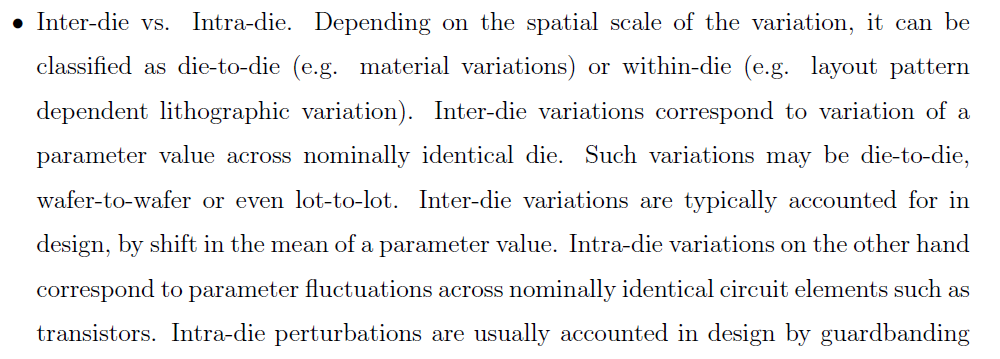 • Inter-die vs. Intra-die. Depending on the spatial scale of the variation, it can be
classified as die-to-die (e.g. material variations) or within-die (e.g. layout pattern
dependent lithographic variation). Inter-die variations correspond to variation of a
parameter value across nominally identical die. Such variations may be die-to-die,
wafer-to-wafer or even lot-to-lot. Inter-die variations are typically accounted for in
design, by shift in the mean of a parameter value. Intra-die variations on the other hand
correspond to parameter fluctuations across nominally identical circuit elements such as
transistors. Intra-die perturbations are usually accounted in design by guardbanding